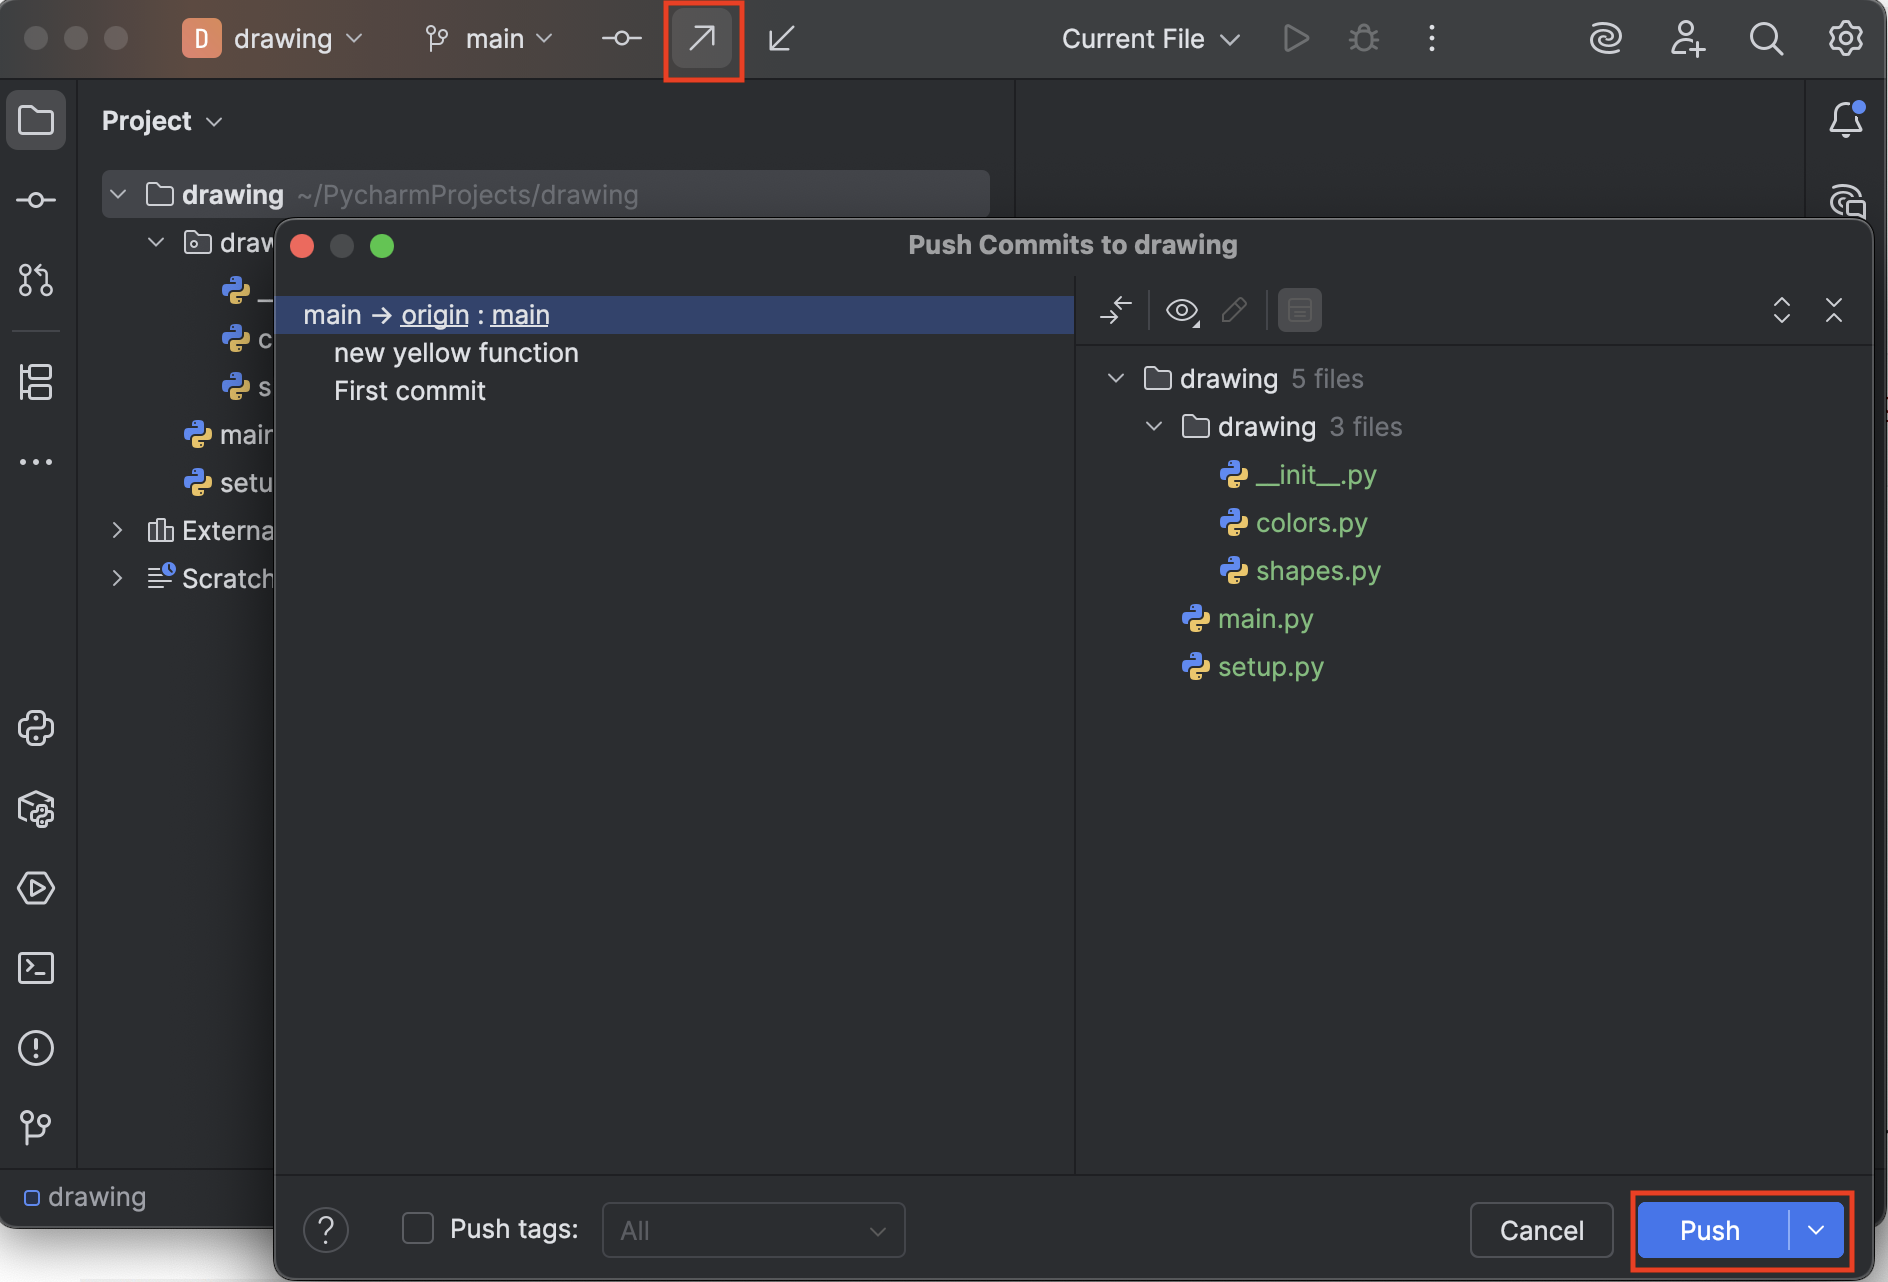 D drawing main Current File
Project
drawing ~/PycharmProjects/drawing
draw
Push Commits to drawing
_
c
s
main
setu
Externa
Scratch
main → origin : main
new yellow function
First commit
drawing 5 files
drawing 3 files
__init__.py
colors.py
shapes.py
main.py
setup.py
drawing
? Push tags: All Cancel Push